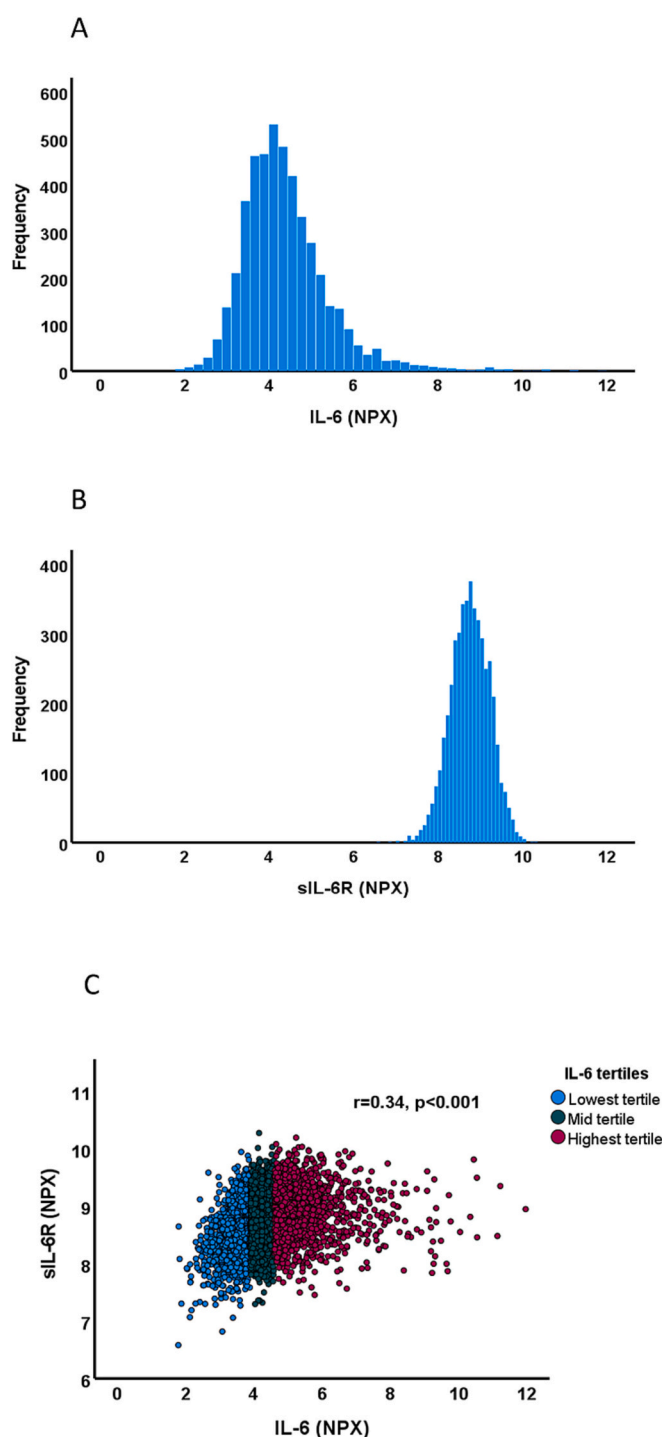 A
600
500
400
300
200
100
0
Frequency
0 2 4 6 8 10 12
IL-6 (NPX)
B
400
300
200
100
0
Frequency
0 2 4 6 8 10 12
sIL-6R (NPX)
C
IL-6 tertiles
Lowest tertile
Mid tertile
Highest tertile
r=0.34, p<0.001
11
10
9
8
7
6
sIL-6R (NPX)
0 2 4 6 8 10 12
IL-6 (NPX)